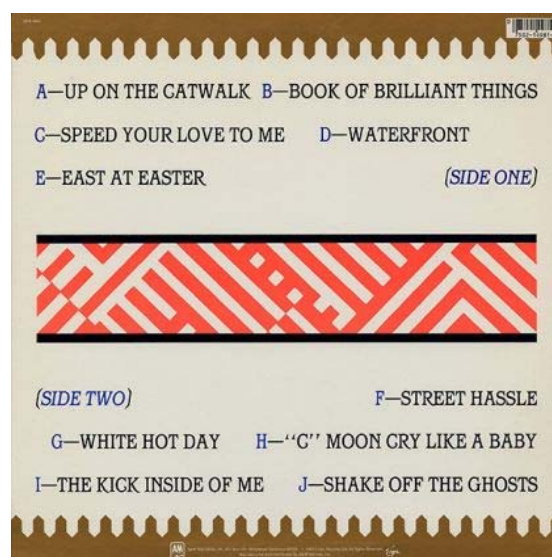 A—UP ON THE CATWALK B—BOOK OF BRILLIANT THINGS
C—SPEED YOUR LOVE TO ME D—WATERFRONT
E—EAST AT EASTER (SIDE ONE)
(SIDE TWO) F—STREET HASSLE
G—WHITE HOT DAY H—"C" MOON CRY LIKE A BABY
I—THE KICK INSIDE OF ME J—SHAKE OFF THE GHOSTS
A&M Virgin